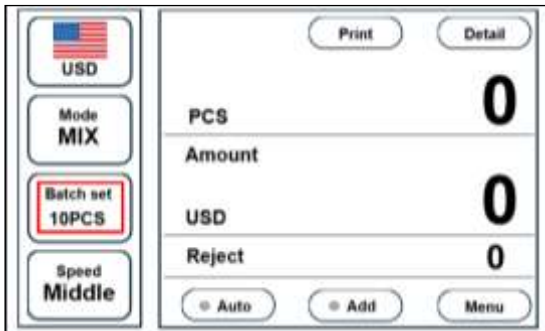 USD
Mode
MIX
Batch set
10PCS
Speed
Middle
Print
Detail
PCS
0
Amount
USD
0
Reject
0
Auto
Add
Menu